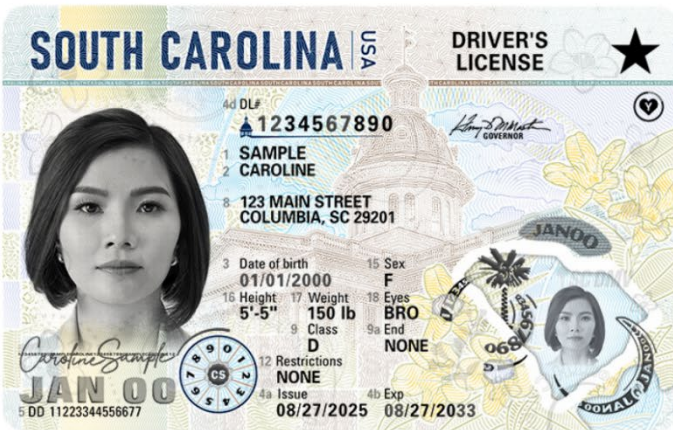 SOUTH CAROLINA USA
DRIVER'S
LICENSE
4d DL#
1234567890
GOVERNOR
1 SAMPLE
2 CAROLINE
8 123 MAIN STREET
COLUMBIA, SC 29201
JAN00
3 Date of birth 15 Sex
01/01/2000 F
16 Height 17 Weight 18 Eyes
5'-5" 150 lb BRO
9 Class 9a End
D NONE
12 Restrictions
NONE
4a Issue 4b Exp
08/27/2025 08/27/2033
Caroline Sample
JAN 00
5 DD 11223344556677
CS